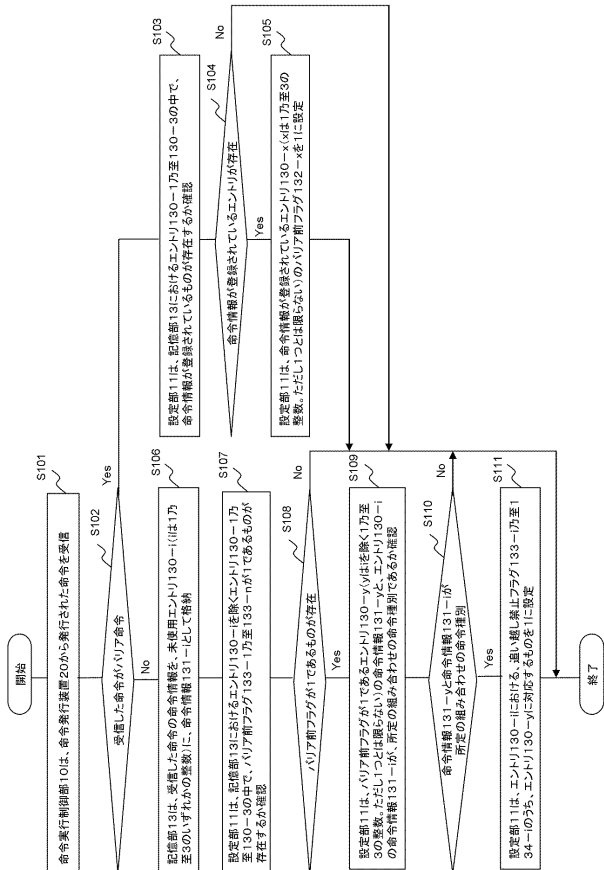 開始
S101
命令実行制御部10は、命令発行装置20から発行された命令を受信
S102
受信した命令がバリア命令
Yes
No
S103
設定部11は、記憶部13におけるエントリ130-1乃至130-3の中で、
命令情報が登録されているものが存在するか確認
S104
命令情報が登録されているエントリが存在
No
Yes
S105
設定部11は、命令情報が登録されているエントリ130-x(xは1乃至3の
整数。ただし1つとは限らない)のバリア前フラグ132-xを1に設定
S106
記憶部13は、受信した命令の命令情報を、未使用エントリ130-i(iは1乃
至3のいずれかの整数)に、命令情報131-iとして格納
S107
設定部11は、記憶部13におけるエントリ130-iを除くエントリ130-1乃
至130-3の中で、バリア前フラグ133-1乃至133-nが1であるものが
存在するか確認
S108
バリア前フラグが1であるものが存在
No
Yes
S109
設定部11は、バリア前フラグが1であるエントリ130-y(yはiを除く1乃至
3の整数。ただし1つとは限らない)の命令情報131-yと、エントリ130-i
の命令情報131-iが、所定の組み合わせの命令種別であるか確認
S110
命令情報131-yと命令情報131-iが
所定の組み合わせの命令種別
No
Yes
S111
設定部11は、エントリ130-iにおける、追い越し禁止フラグ133-i乃至1
34-iのうち、エントリ130-yに対応するものを1に設定
終了